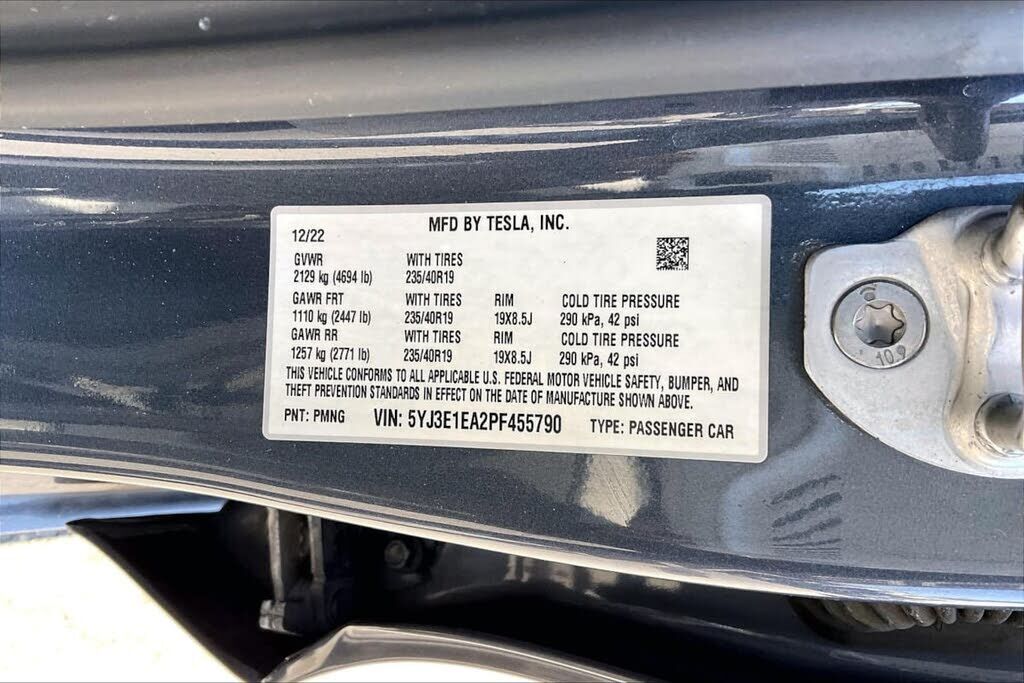 MFD BY TESLA, INC.
12/22
GVWR WITH TIRES
2129 kg (4694 lb) 235/40R19
GAWR FRT WITH TIRES RIM COLD TIRE PRESSURE
1110 kg (2447 lb) 235/40R19 19X8.5J 290 kPa, 42 psi
GAWR RR WITH TIRES RIM COLD TIRE PRESSURE
1257 kg (2771 lb) 235/40R19 19X8.5J 290 kPa, 42 psi
THIS VEHICLE CONFORMS TO ALL APPLICABLE U.S. FEDERAL MOTOR VEHICLE SAFETY, BUMPER, AND
THEFT PREVENTION STANDARDS IN EFFECT ON THE DATE OF MANUFACTURE SHOWN ABOVE.
PNT: PMNG VIN: 5YJ3E1EA2PF455790 TYPE: PASSENGER CAR
10.9